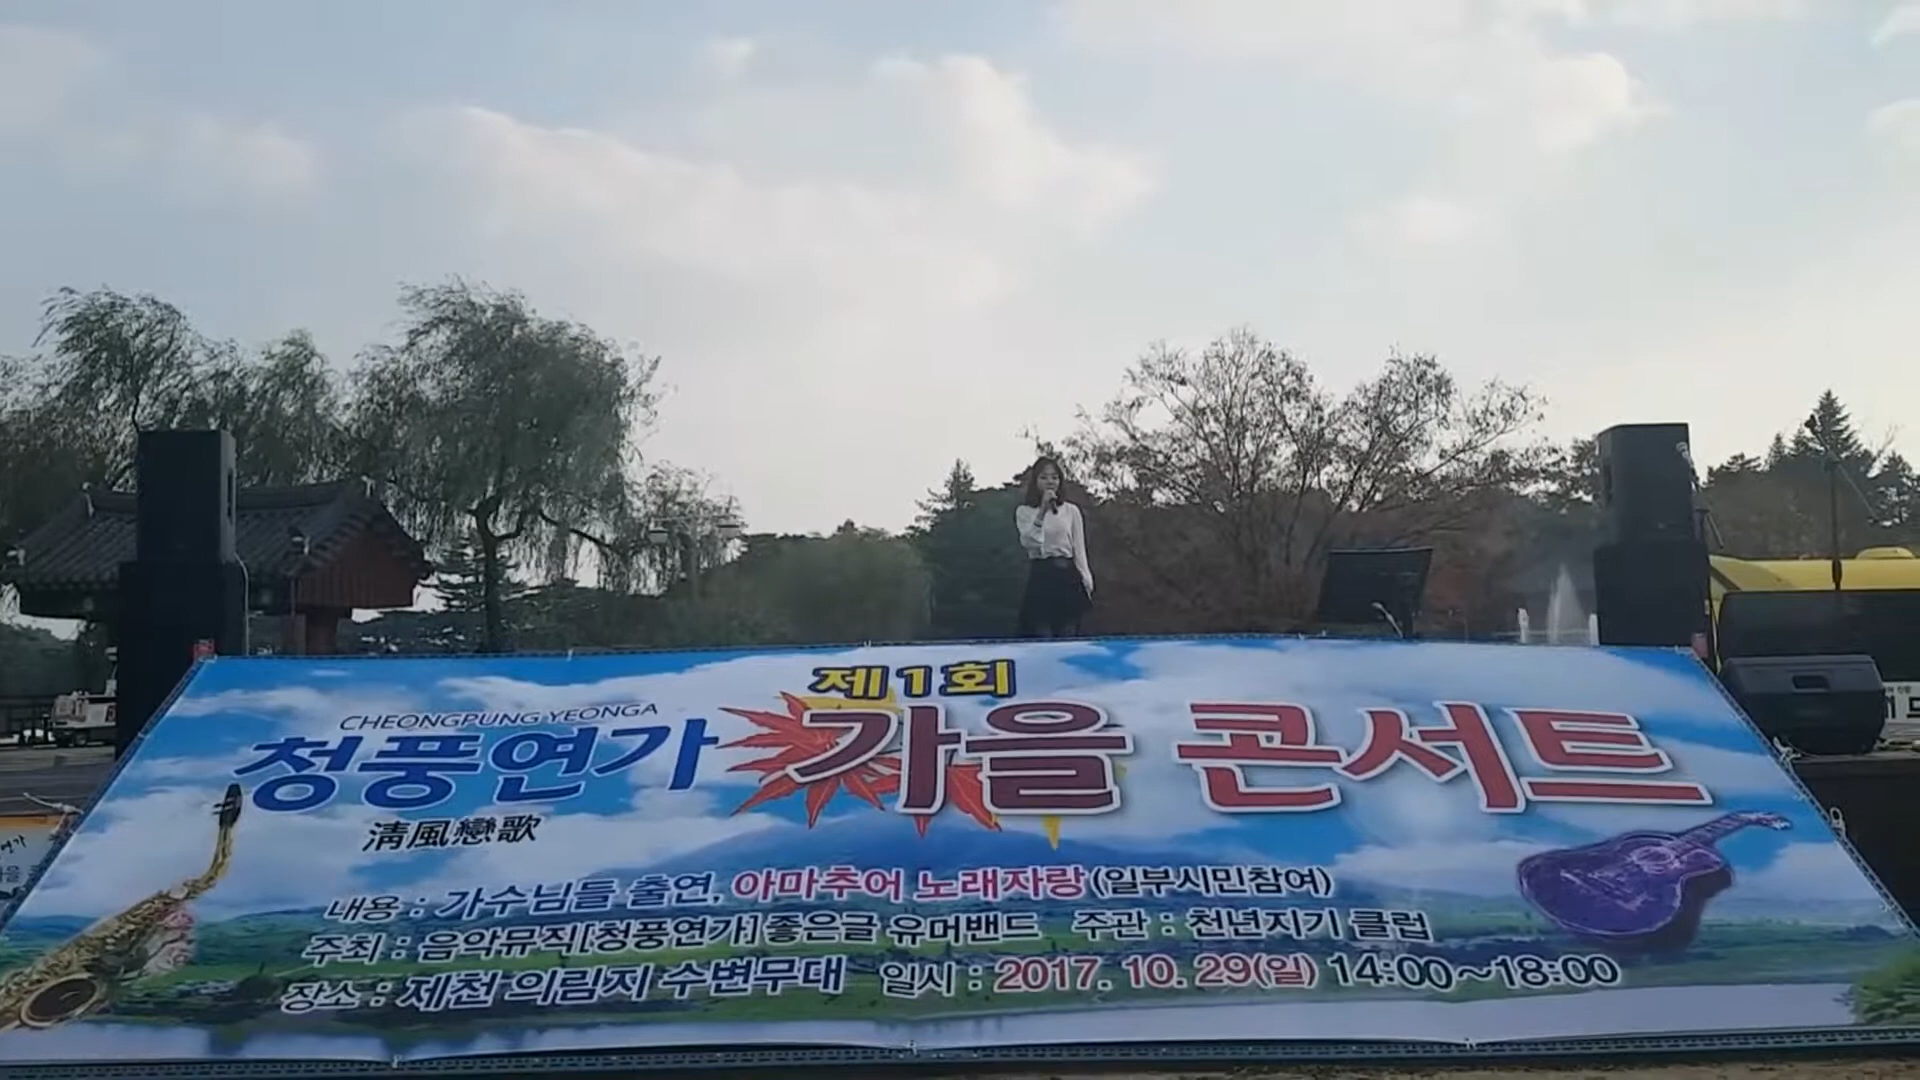 제1회
CHEONGPUNG YEONGA
청풍연가 가을 콘서트
淸風戀歌
내용 : 가수님들 출연, 아마추어 노래자랑(일부시민참여)
주최 : 음악뮤직[청풍연가]좋은글 유머밴드 주관 : 천년지기 클럽
장소 : 제천 의림지 수변무대 일시 : 2017. 10. 29(일) 14:00~18:00